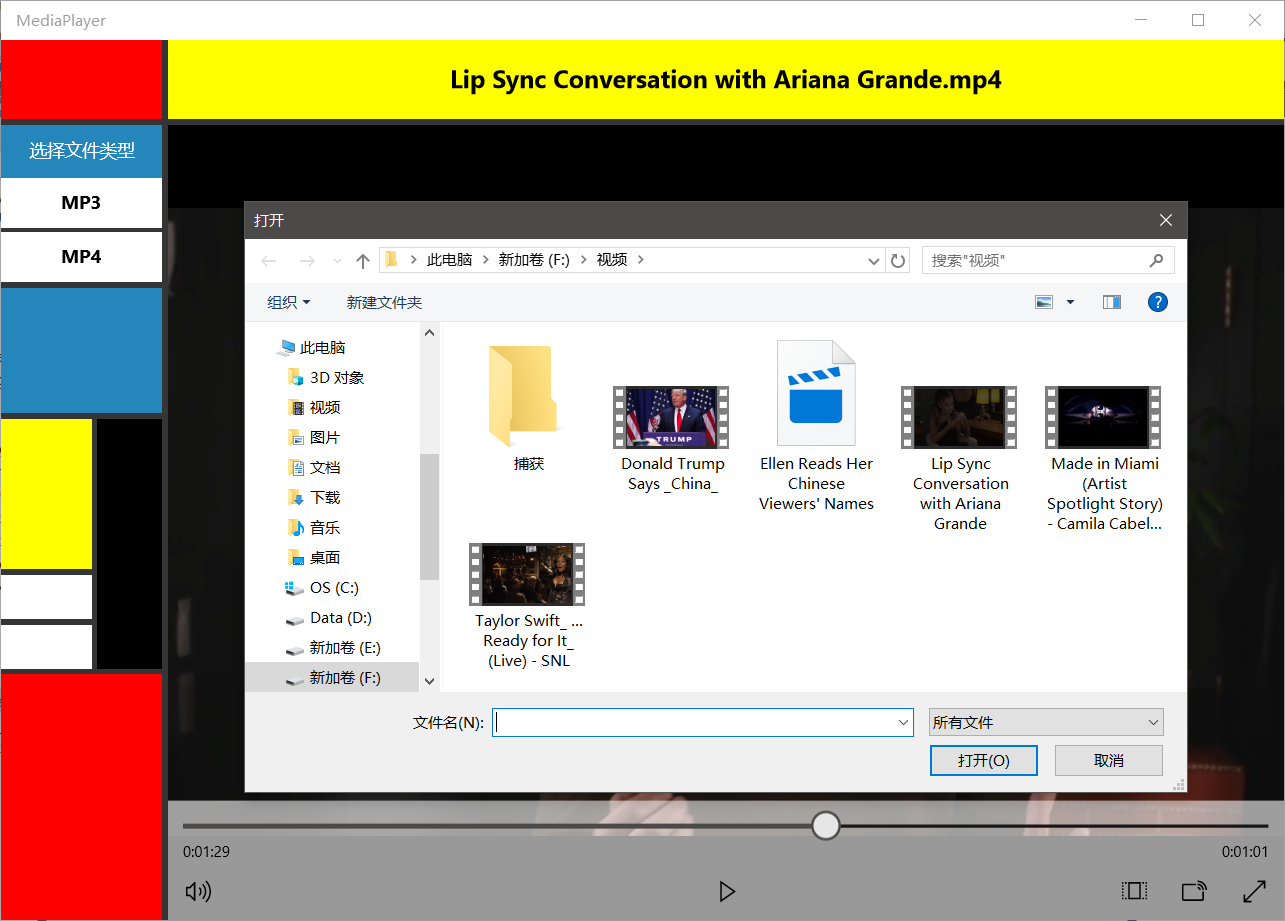 MediaPlayer
Lip Sync Conversation with Ariana Grande.mp4
选择文件类型
MP3
MP4
打开
此电脑 新加卷 (F:) 视频
搜索"视频"
组织
新建文件夹
?
此电脑
3D 对象
视频
图片
文档
下载
音乐
桌面
OS (C:)
Data (D:)
新加卷 (E:)
新加卷 (F:)
捕获
TRUMP
Donald Trump
Says _China_
Ellen Reads Her
Chinese
Viewers' Names
Lip Sync
Conversation
with Ariana
Grande
Made in Miami
(Artist
Spotlight Story)
- Camila Cabel...
Taylor Swift_ ...
Ready for It_
(Live) - SNL
文件名(N):
所有文件
打开(O)
取消
0:01:29
0:01:01